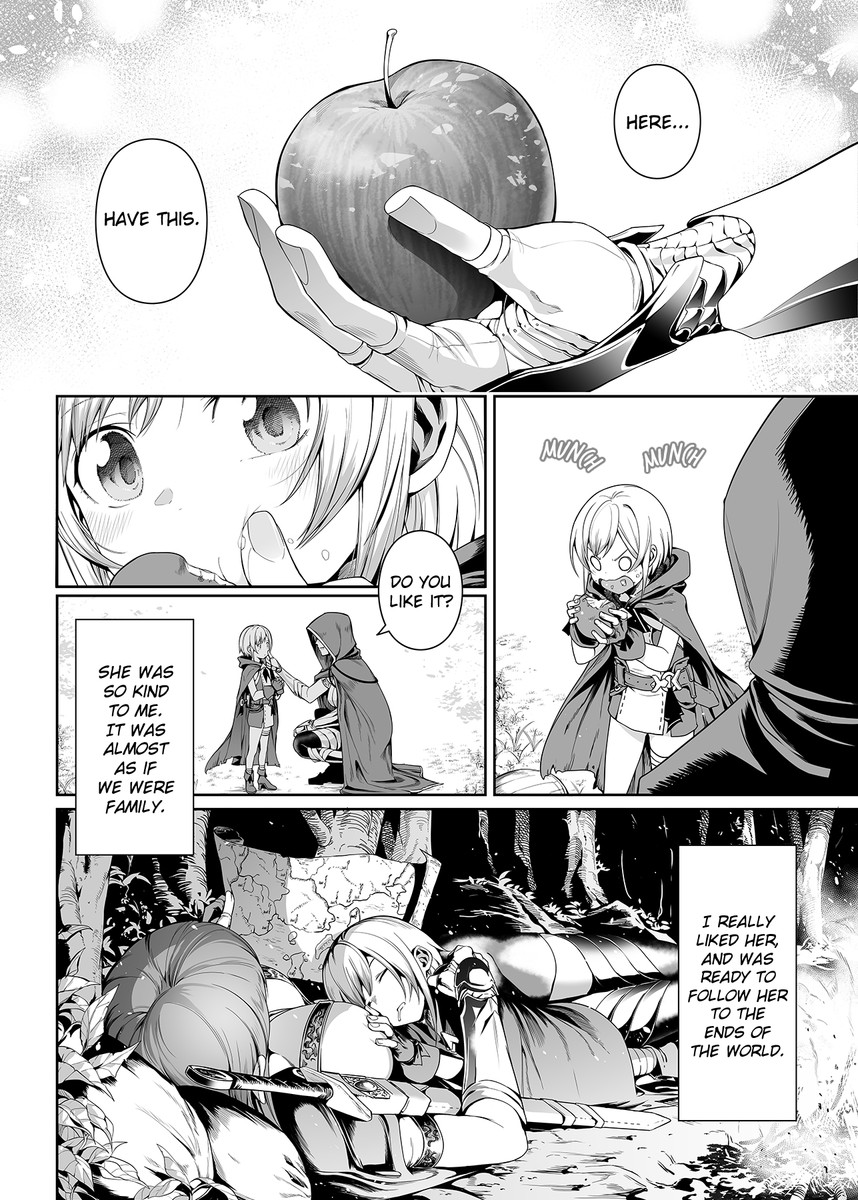 HERE...
HAVE THIS.
MUNCH
MUNCH
DO YOU
LIKE IT?
SHE WAS
SO KIND
TO ME.
IT WAS
ALMOST
AS IF
WE WERE
FAMILY.
I REALLY
LIKED HER,
AND WAS
READY TO
FOLLOW HER
TO THE
ENDS OF
THE WORLD.